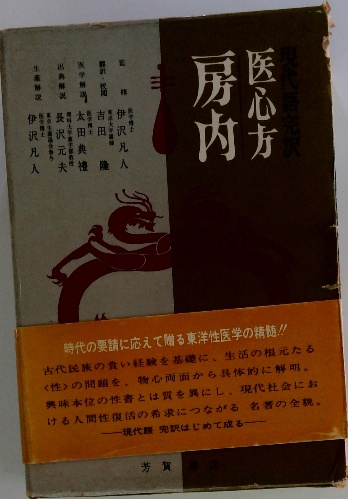 現代語完訳
医心方
房内
監修 医学博士 伊沢凡人
翻訳・校閲 吉田隆
医学解説 医学博士 太田典禮
出典解説 長沢元夫
生薬解説 医学博士 伊沢凡人
時代の要請に応えて贈る東洋性医学の精髄!!
古代民族の貴い経験を基礎に、生活の根元たる
<性>の問題を、物心両面から具体的に解明。
興味本位の性書とは質を異にし、現代社会にお
ける人間性復活の希求につながる 名著の全貌。
――現代語 完訳はじめて成る――
芳賀書店